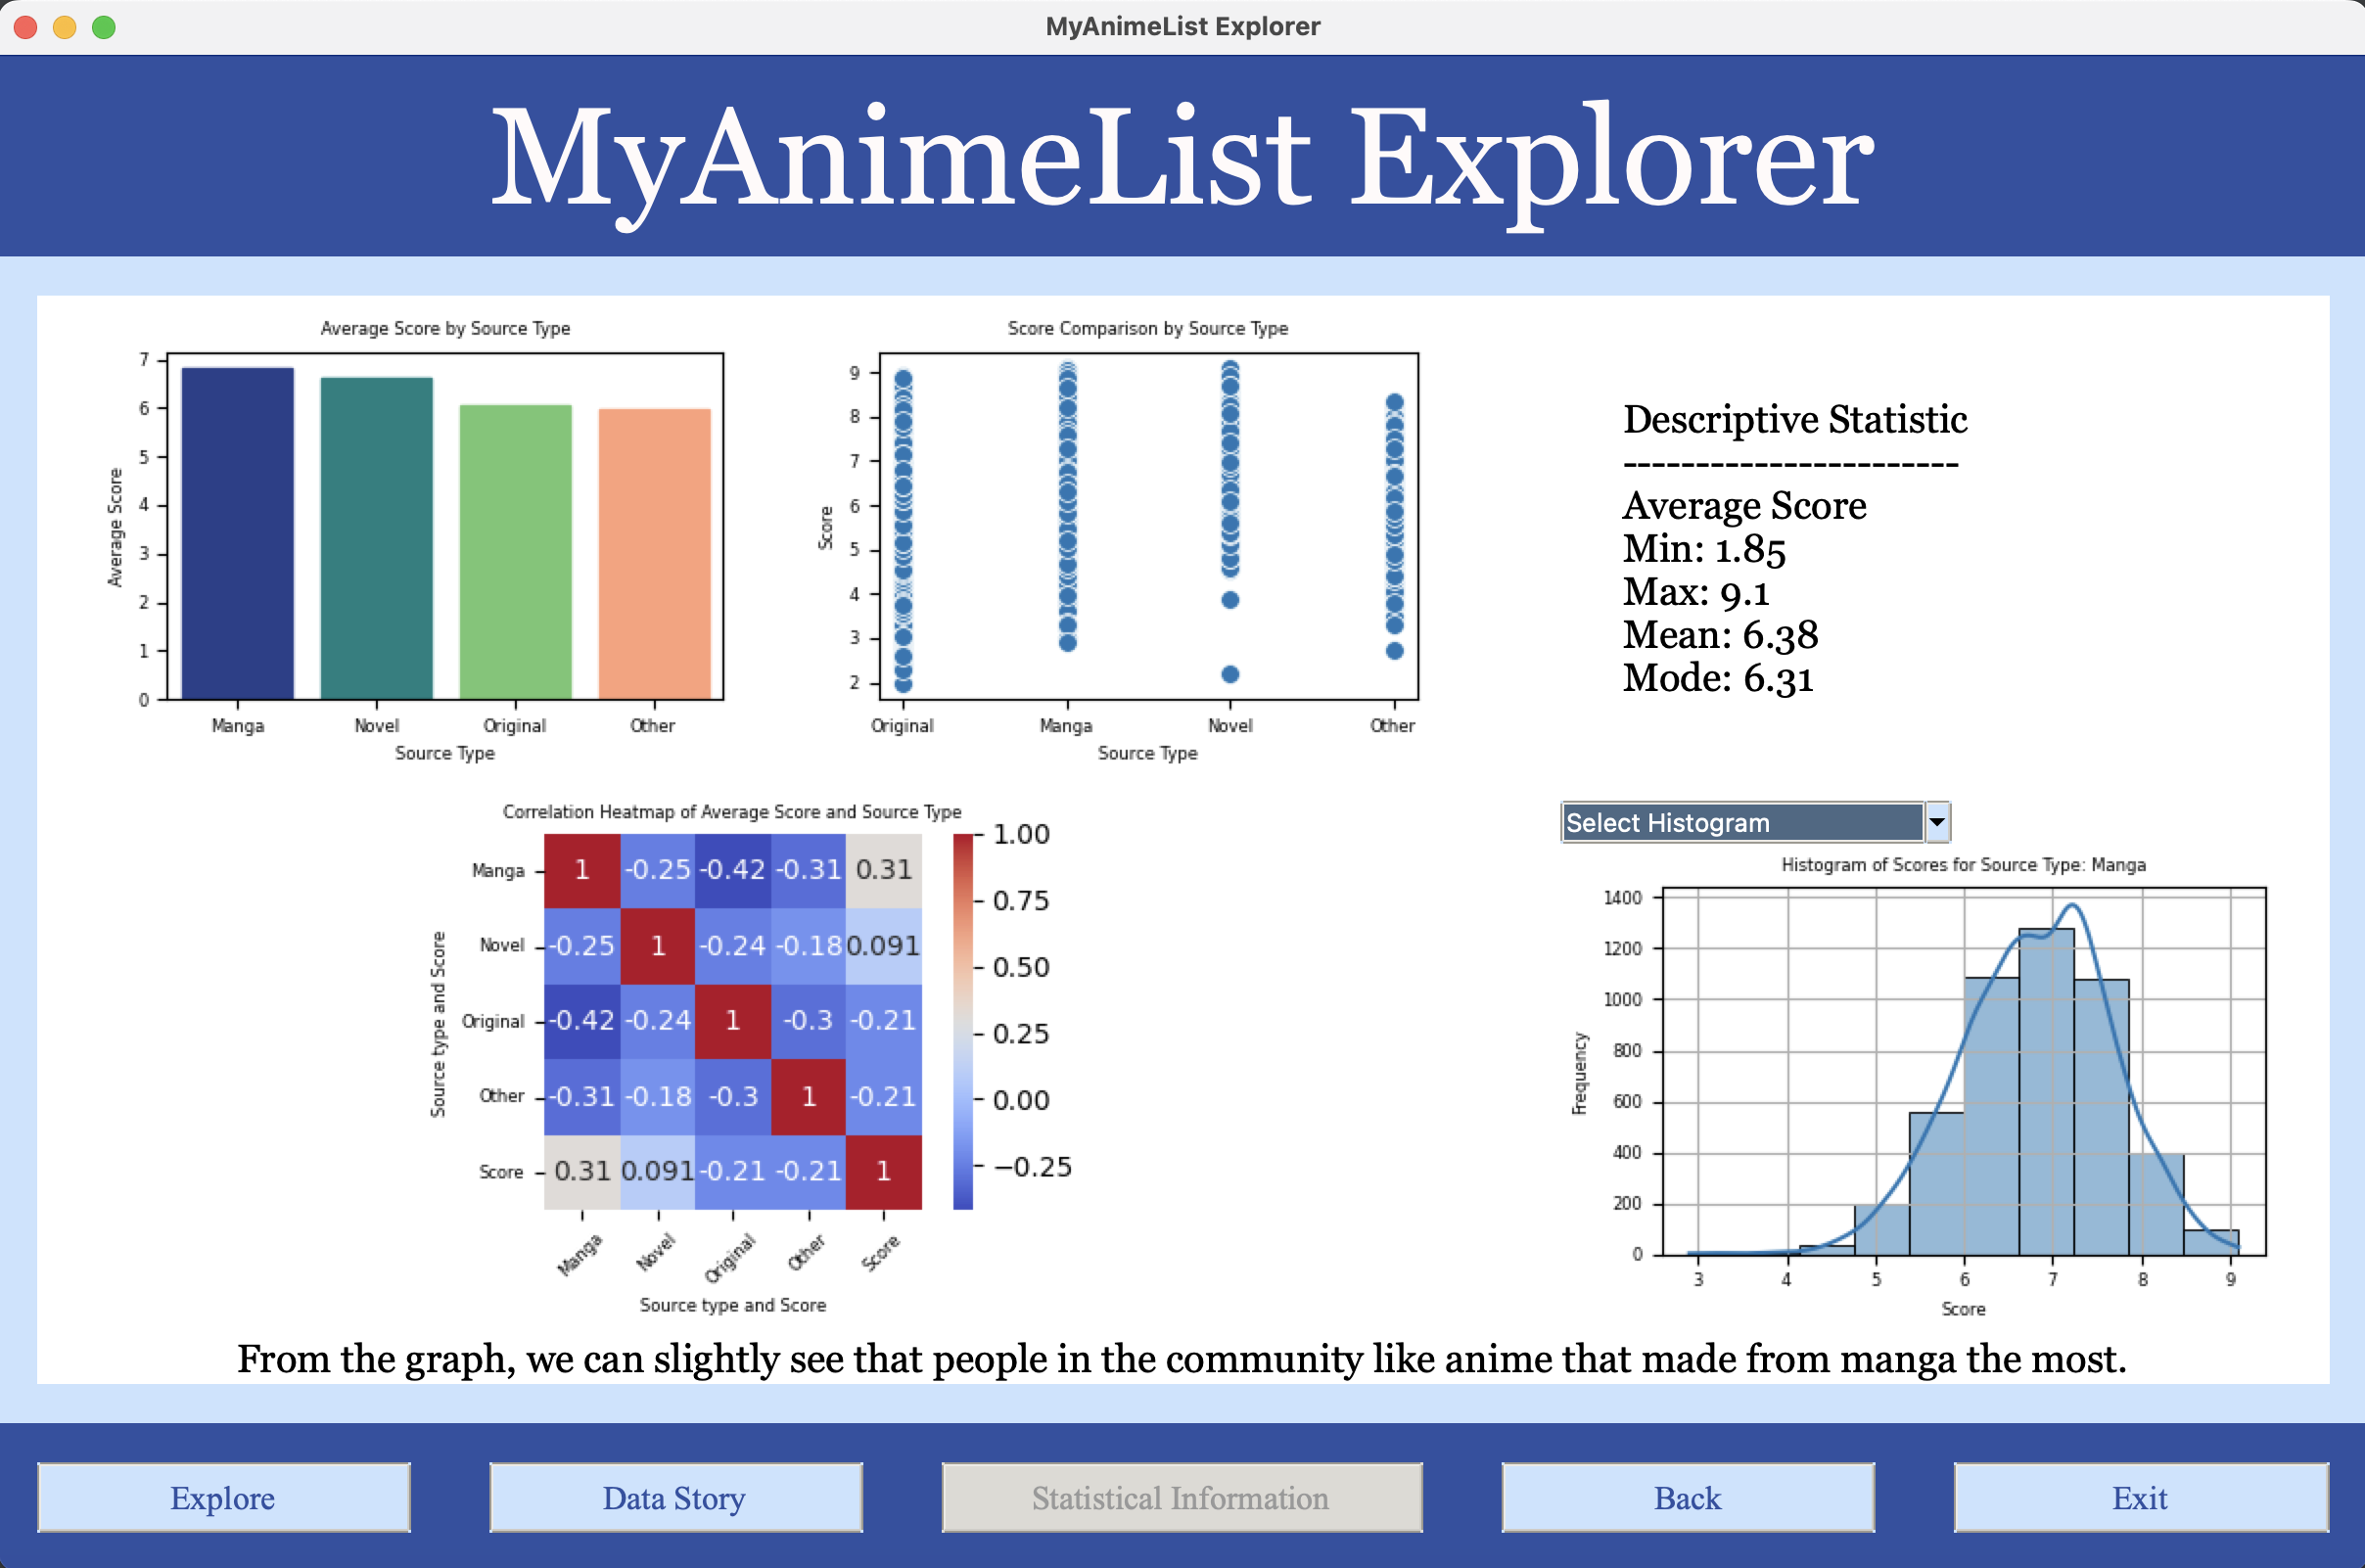 MyAnimeList Explorer
MyAnimeList Explorer
Average Score by Source Type
7
6
5
4
3
2
1
0
Average Score
Manga Novel Original Other
Source Type
Score Comparison by Source Type
9
8
7
6
5
4
3
2
Score
Original Manga Novel Other
Source Type
Descriptive Statistic
-----------------------
Average Score
Min: 1.85
Max: 9.1
Mean: 6.38
Mode: 6.31
Correlation Heatmap of Average Score and Source Type
Source type and Score
Manga 1 -0.25 -0.42 -0.31 0.31
Novel -0.25 1 -0.24 -0.18 0.091
Original -0.42 -0.24 1 -0.3 -0.21
Other -0.31 -0.18 -0.3 1 -0.21
Score 0.31 0.091 -0.21 -0.21 1
Manga Novel Original Other Score
Source type and Score
1.00
0.75
0.50
0.25
0.00
−0.25
Select Histogram
Histogram of Scores for Source Type: Manga
1400
1200
1000
800
600
400
200
0
Frequency
3 4 5 6 7 8 9
Score
From the graph, we can slightly see that people in the community like anime that made from manga the most.
Explore Data Story Statistical Information Back Exit